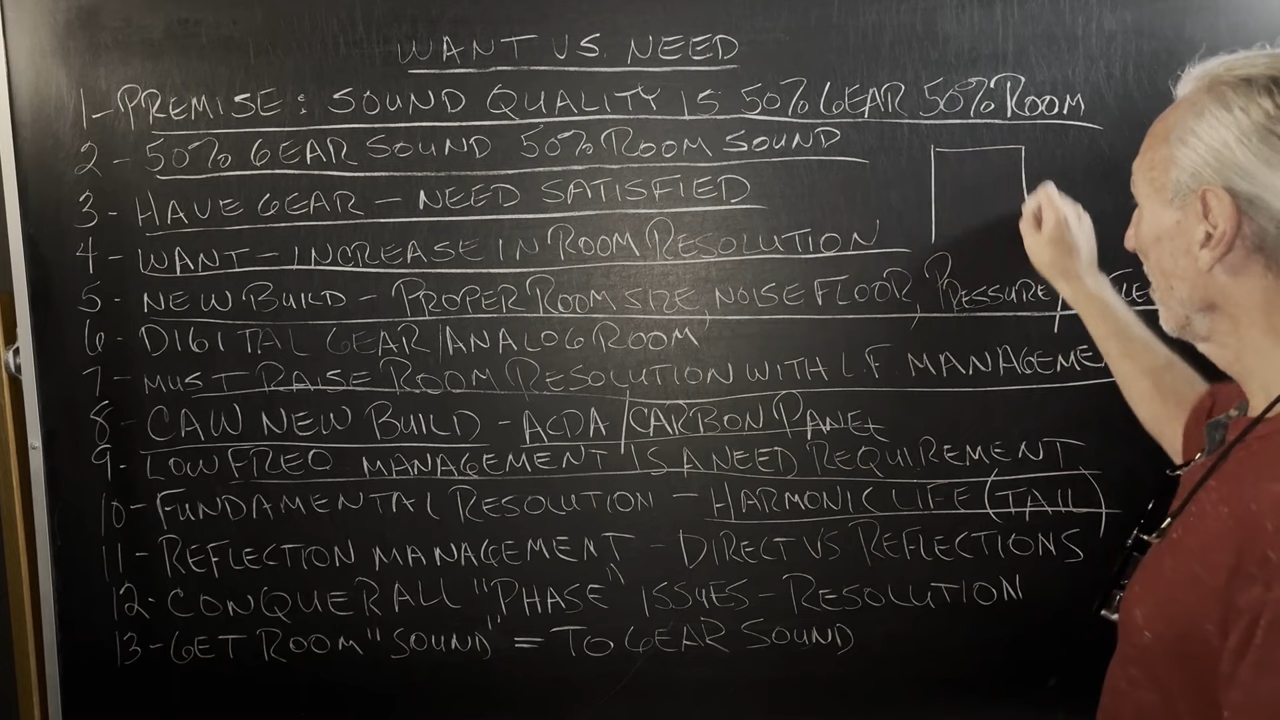 WANT VS. NEED
1-PREMISE: SOUND QUALITY IS 50% GEAR 50% ROOM
2- 50% GEAR SOUND 50% ROOM SOUND
3- HAVE GEAR - NEED SATISFIED
4- WANT - INCREASE IN ROOM RESOLUTION
5- NEW BUILD - PROPER ROOM SIZE, NOISE FLOOR, PRESSURE/
6- DIGITAL GEAR/ANALOG ROOM
7- MUST RAISE ROOM RESOLUTION WITH L.F MANAGEME
8- CAW NEW BUILD - ACDA/CARBON PANEL
9- LOW FREQ MANAGEMENT IS A NEED REQUIREMENT
10- FUNDAMENTAL RESOLUTION - HARMONIC LIFE (TAIL)
11- REFLECTION MANAGEMENT - DIRECT VS REFLECTIONS
12- CONQUER ALL "PHASE" ISSUES - RESOLUTION
13- GET ROOM "SOUND" = TO GEAR SOUND